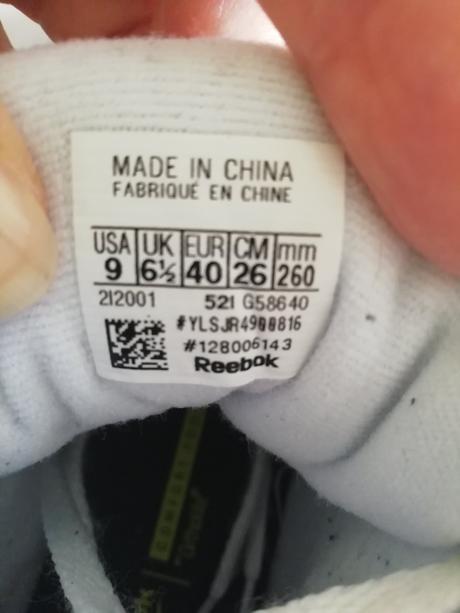 MADE IN CHINA
FABRIQUÉ EN CHINE
USA UK EUR CM mm
9 6½ 40 26 260
212001 521 G58640
#YLSJR4900816
#128006143
Reebok